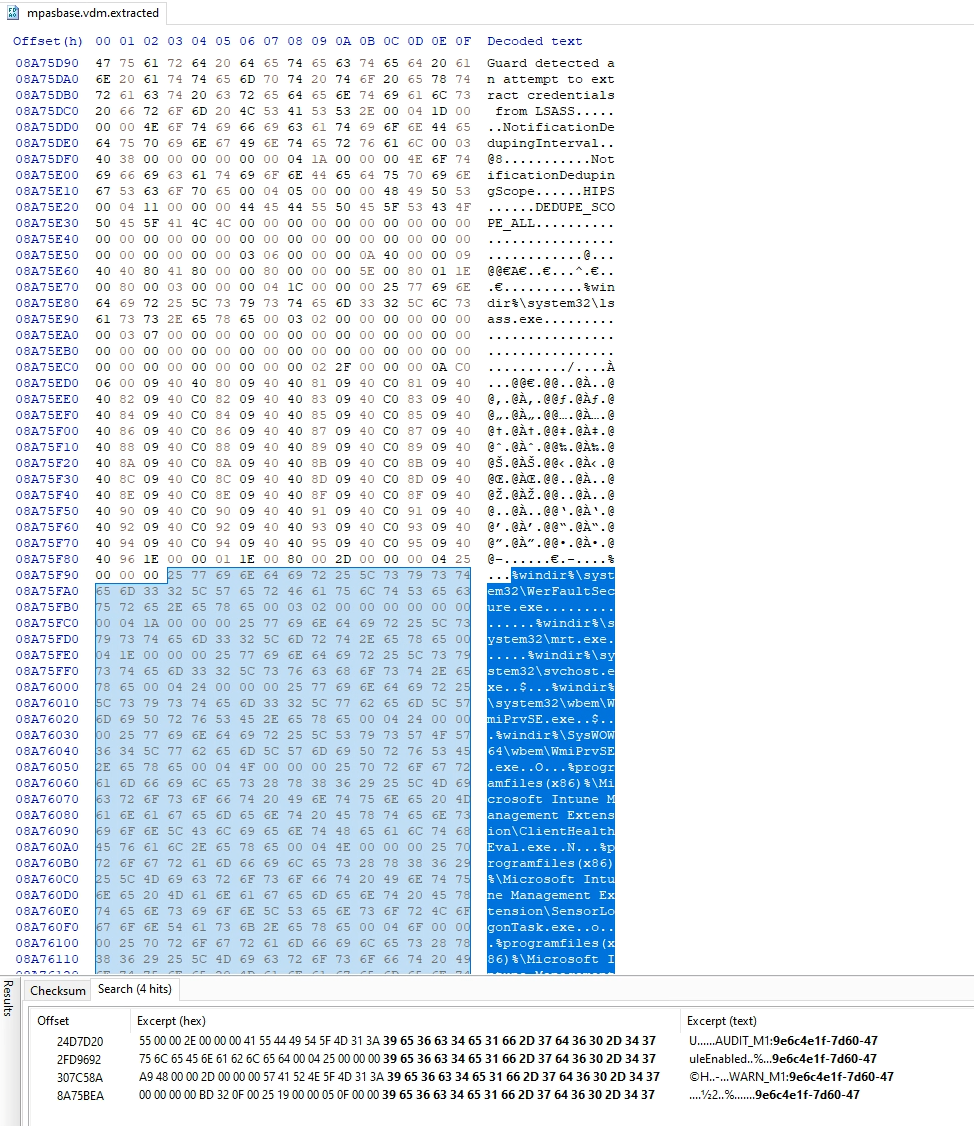 mpasbase.vdm.extracted
Offset(h) 00 01 02 03 04 05 06 07 08 09 0A 0B 0C 0D 0E 0F Decoded text
08A75D90 47 75 61 72 64 20 64 65 74 65 63 74 65 64 20 61 Guard detected a
08A75DA0 6E 20 61 74 74 65 6D 70 74 20 74 6F 20 65 78 74 n attempt to ext
08A75DB0 72 61 63 74 20 63 72 65 64 65 6E 74 69 61 6C 73 ract credentials
08A75DC0 20 66 72 6F 6D 20 4C 53 41 53 53 2E 00 04 1D 00 from LSASS.....
08A75DD0 00 00 4E 6F 74 69 66 69 63 61 74 69 6F 6E 44 65 ..NotificationDe
08A75DE0 64 75 70 69 6E 67 49 6E 74 65 72 76 61 6C 00 03 dupingInterval..
08A75DF0 40 38 00 00 00 00 00 00 04 1A 00 00 00 4E 6F 74 @8...........Not
08A75E00 69 66 69 63 61 74 69 6F 6E 44 65 64 75 70 69 6E ificationDedupin
08A75E10 67 53 63 6F 70 65 00 04 05 00 00 00 48 49 50 53 gScope......HIPS
08A75E20 00 04 11 00 00 00 44 45 44 55 50 45 5F 53 43 4F ......DEDUPE_SCO
08A75E30 50 45 5F 41 4C 4C 00 00 00 00 00 00 00 00 00 00 PE_ALL..........
08A75E40 00 00 00 00 00 00 00 00 00 00 00 00 00 00 00 00 ................
08A75E50 00 00 00 00 00 00 03 06 00 00 00 0A 40 00 00 09 ............@...
08A75E60 40 40 80 41 80 00 00 80 00 00 00 5E 00 80 01 1E @@€A€..€...^.€..
08A75E70 00 80 00 03 00 00 00 04 1C 00 00 00 25 77 69 6E .€..........%win
08A75E80 64 69 72 25 5C 73 79 73 74 65 6D 33 32 5C 6C 73 dir%\system32\ls
08A75E90 61 73 73 2E 65 78 65 00 03 02 00 00 00 00 00 00 ass.exe.........
08A75EA0 00 03 07 00 00 00 00 00 00 00 00 00 00 00 00 00 ................
08A75EB0 00 00 00 00 00 00 00 00 00 00 00 00 00 00 00 00 ................
08A75EC0 00 00 00 00 00 00 00 00 00 02 2F 00 00 00 0A C0 ........../....À
08A75ED0 06 00 09 40 40 80 09 40 40 81 09 40 C0 81 09 40 ...@@€.@@..@À..@
08A75EE0 40 82 09 40 C0 82 09 40 40 83 09 40 C0 83 09 40 @‚.@À‚.@@ƒ.@Àƒ.@
08A75EF0 40 84 09 40 C0 84 09 40 40 85 09 40 C0 85 09 40 @„.@À„.@@….@À….@
08A75F00 40 86 09 40 C0 86 09 40 40 87 09 40 C0 87 09 40 @†.@À†.@@‡.@À‡.@
08A75F10 40 88 09 40 C0 88 09 40 40 89 09 40 C0 89 09 40 @ˆ.@Àˆ.@@‰.@À‰.@
08A75F20 40 8A 09 40 C0 8A 09 40 40 8B 09 40 C0 8B 09 40 @Š.@ÀŠ.@@‹.@À‹.@
08A75F30 40 8C 09 40 C0 8C 09 40 40 8D 09 40 C0 8D 09 40 @Œ.@ÀŒ.@@..@À..@
08A75F40 40 8E 09 40 C0 8E 09 40 40 8F 09 40 C0 8F 09 40 @Ž.@ÀŽ.@@..@À..@
08A75F50 40 90 09 40 C0 90 09 40 40 91 09 40 C0 91 09 40 @..@À..@@‘.@À‘.@
08A75F60 40 92 09 40 C0 92 09 40 40 93 09 40 C0 93 09 40 @’.@À’.@@“.@À“.@
08A75F70 40 94 09 40 C0 94 09 40 40 95 09 40 C0 95 09 40 @”.@À”.@@•.@À•.@
08A75F80 40 96 1E 00 00 01 1E 00 80 00 2D 00 00 00 04 25 @–......€.-....%
08A75F90 00 00 00 25 77 69 6E 64 69 72 25 5C 73 79 73 74 ...%windir%\syst
08A75FA0 65 6D 33 32 5C 57 65 72 46 61 75 6C 74 53 65 63 em32\WerFaultSec
08A75FB0 75 72 65 2E 65 78 65 00 03 02 00 00 00 00 00 00 ure.exe.........
08A75FC0 00 04 1A 00 00 00 25 77 69 6E 64 69 72 25 5C 73 ......%windir%\s
08A75FD0 79 73 74 65 6D 33 32 5C 6D 72 74 2E 65 78 65 00 ystem32\mrt.exe.
08A75FE0 04 1E 00 00 00 25 77 69 6E 64 69 72 25 5C 73 79 .....%windir%\sy
08A75FF0 73 74 65 6D 33 32 5C 73 76 63 68 6F 73 74 2E 65 stem32\svchost.e
08A76000 78 65 00 04 24 00 00 00 25 77 69 6E 64 69 72 25 xe..$...%windir%
08A76010 5C 73 79 73 74 65 6D 33 32 5C 77 62 65 6D 5C 57 \system32\wbem\W
08A76020 6D 69 50 72 76 53 45 2E 65 78 65 00 04 24 00 00 miPrvSE.exe..$..
08A76030 00 25 77 69 6E 64 69 72 25 5C 53 79 73 57 4F 57 .%windir%\SysWOW
08A76040 36 34 5C 77 62 65 6D 5C 57 6D 69 50 72 76 53 45 64\wbem\WmiPrvSE
08A76050 2E 65 78 65 00 04 4F 00 00 00 25 70 72 6F 67 72 .exe..O...%progr
08A76060 61 6D 66 69 6C 65 73 28 78 38 36 29 25 5C 4D 69 amfiles(x86)%\Mi
08A76070 63 72 6F 73 6F 66 74 20 49 6E 74 75 6E 65 20 4D crosoft Intune M
08A76080 61 6E 61 67 65 6D 65 6E 74 20 45 78 74 65 6E 73 anagement Extens
08A76090 69 6F 6E 5C 43 6C 69 65 6E 74 48 65 61 6C 74 68 ion\ClientHealth
08A760A0 45 76 61 6C 2E 65 78 65 00 04 4E 00 00 00 25 70 Eval.exe..N...%p
08A760B0 72 6F 67 72 61 6D 66 69 6C 65 73 28 78 38 36 29 rogramfiles(x86)
08A760C0 25 5C 4D 69 63 72 6F 73 6F 66 74 20 49 6E 74 75 %\Microsoft Intu
08A760D0 6E 65 20 4D 61 6E 61 67 65 6D 65 6E 74 20 45 78 ne Management Ex
08A760E0 74 65 6E 73 69 6F 6E 5C 53 65 6E 73 6F 72 4C 6F tension\SensorLo
08A760F0 67 6F 6E 54 61 73 6B 2E 65 78 65 00 04 6F 00 00 gonTask.exe..o..
08A76100 00 25 70 72 6F 67 72 61 6D 66 69 6C 65 73 28 78 .%programfiles(x
08A76110 38 36 29 25 5C 4D 69 63 72 6F 73 6F 66 74 20 49 86)%\Microsoft I
Results
Checksum Search (4 hits)
Offset Excerpt (hex) Excerpt (text)
24D7D20 55 00 00 2E 00 00 00 41 55 44 49 54 5F 4D 31 3A 39 65 36 63 34 65 31 66 2D 37 64 36 30 2D 34 37 U......AUDIT_M1:9e6c4e1f-7d60-47
2FD9692 75 6C 65 45 6E 61 62 6C 65 64 00 04 25 00 00 00 39 65 36 63 34 65 31 66 2D 37 64 36 30 2D 34 37 uleEnabled..%...9e6c4e1f-7d60-47
307C58A A9 48 00 00 2D 00 00 00 57 41 52 4E 5F 4D 31 3A 39 65 36 63 34 65 31 66 2D 37 64 36 30 2D 34 37 ©H..-...WARN_M1:9e6c4e1f-7d60-47
8A75BEA 00 00 00 00 BD 32 0F 00 25 19 00 00 05 0F 00 00 39 65 36 63 34 65 31 66 2D 37 64 36 30 2D 34 37 ....½2..%.......9e6c4e1f-7d60-47